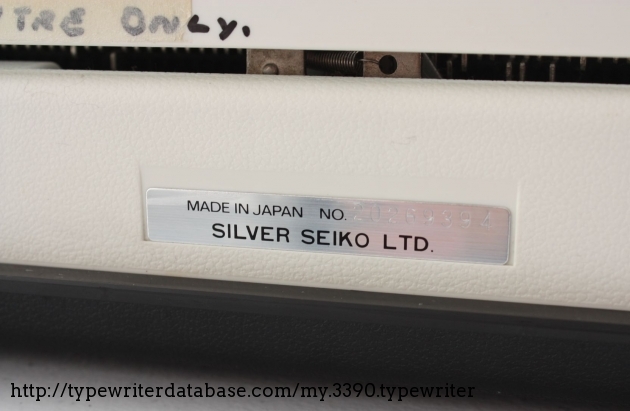 TRE ONLY.
MADE IN JAPAN NO.
SILVER SEIKO LTD.
http://typewriterdatabase.com/my.3390.typewriter